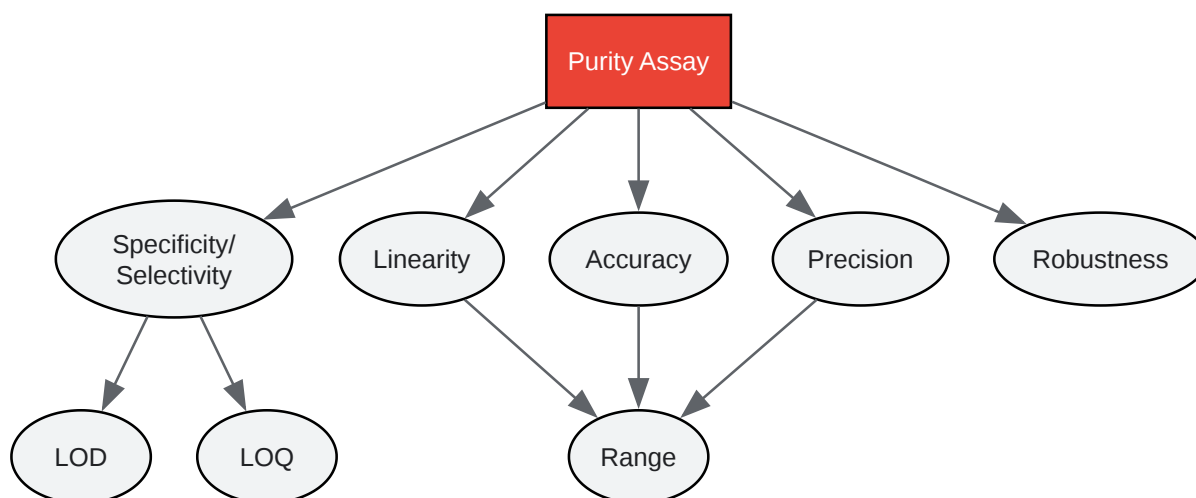 Purity Assay
Specificity/
Selectivity
Linearity
Accuracy
Precision
Robustness
LOD
LOQ
Range